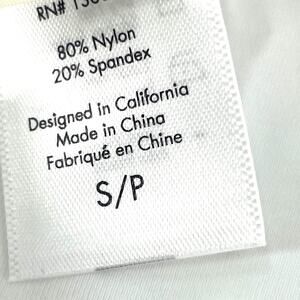 RN#
80% Nylon
20% Spandex
Designed in California
Made in China
Fabriqué en Chine
S/P